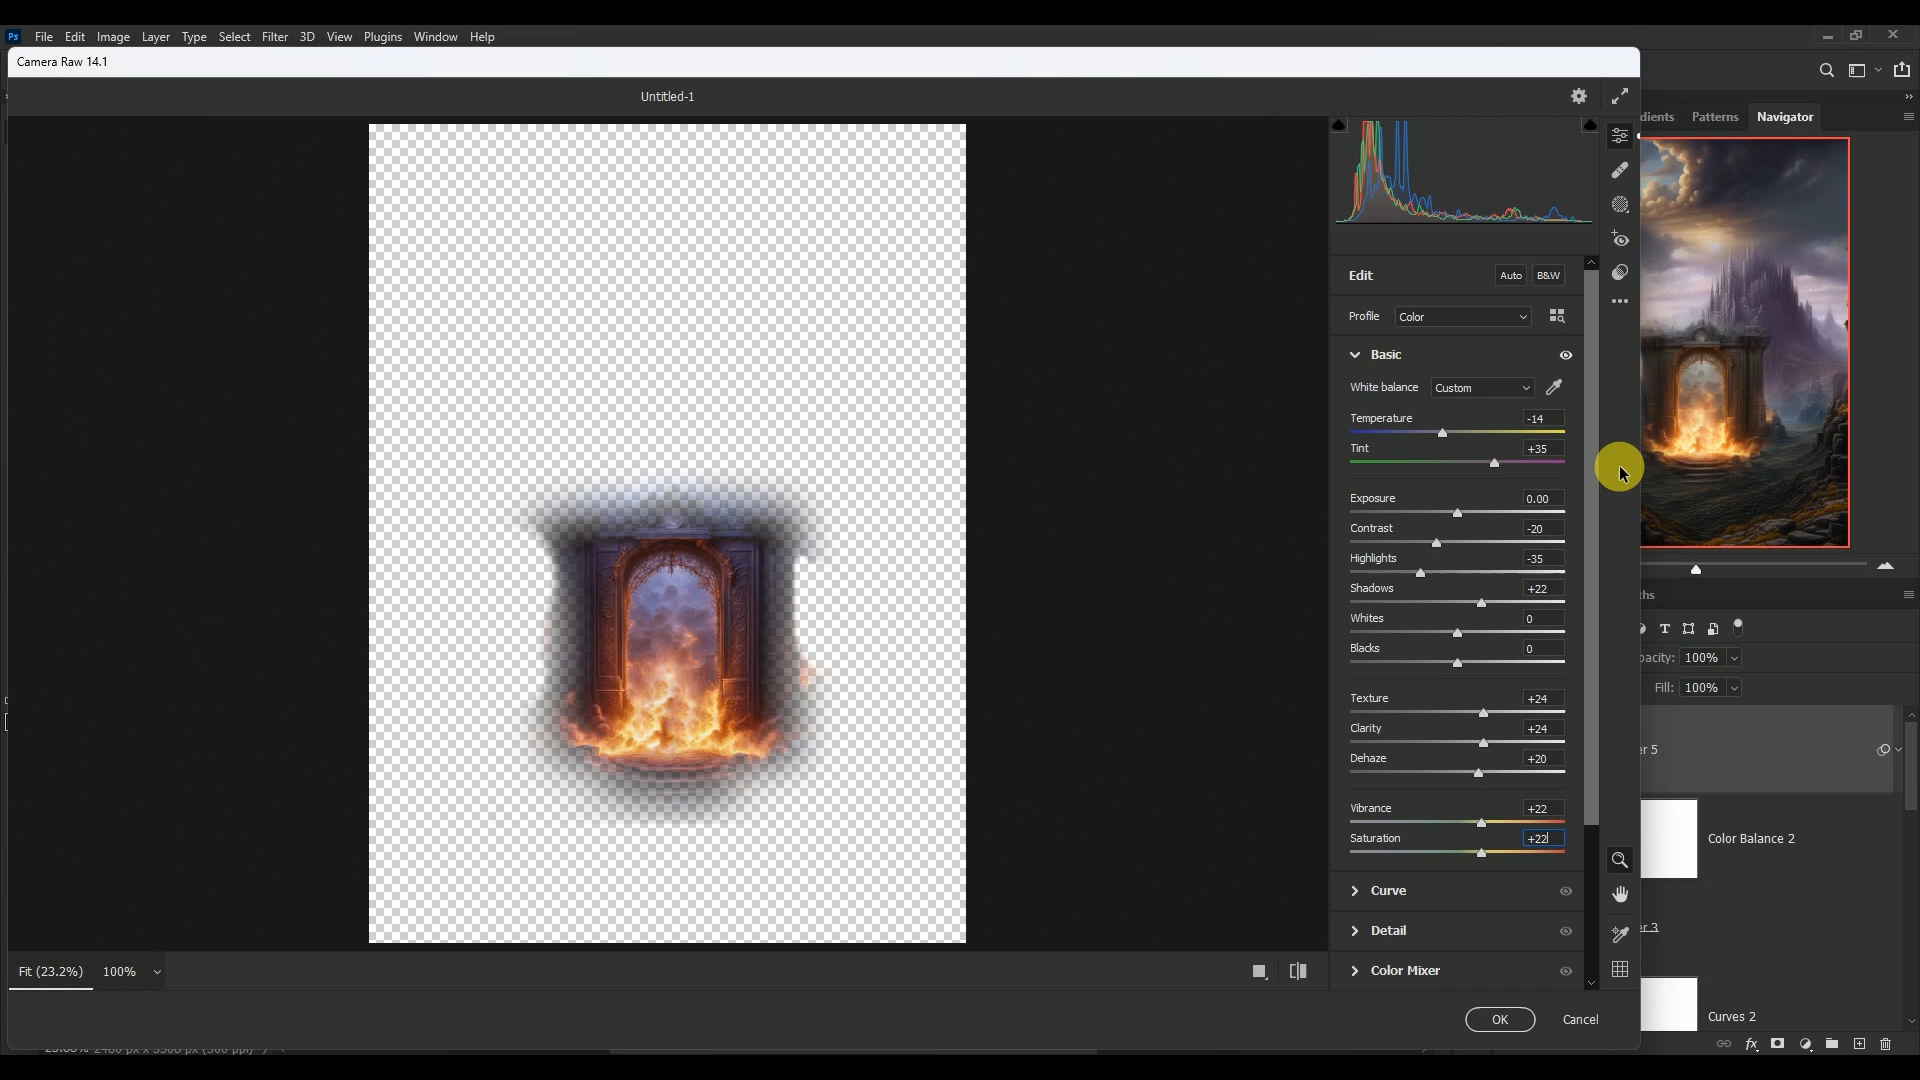 Ps File Edit Image Layer Type Select Filter 3D View Plugins Window Help
Camera Raw 14.1
Untitled-1
dients Patterns Navigator
Edit Auto B&W
Profile Color
Basic
White balance Custom
Temperature -14
Tint +35
Exposure 0.00
Contrast -20
Highlights -35
Shadows +22
Whites 0
Blacks 0
Texture +24
Clarity +24
Dehaze +20
Vibrance +22
Saturation +22
Curve
Detail
Color Mixer
ths
pacity: 100%
Fill: 100%
er 5
Color Balance 2
er 3
Curves 2
Fit (23.2%) 100%
OK Cancel
fx